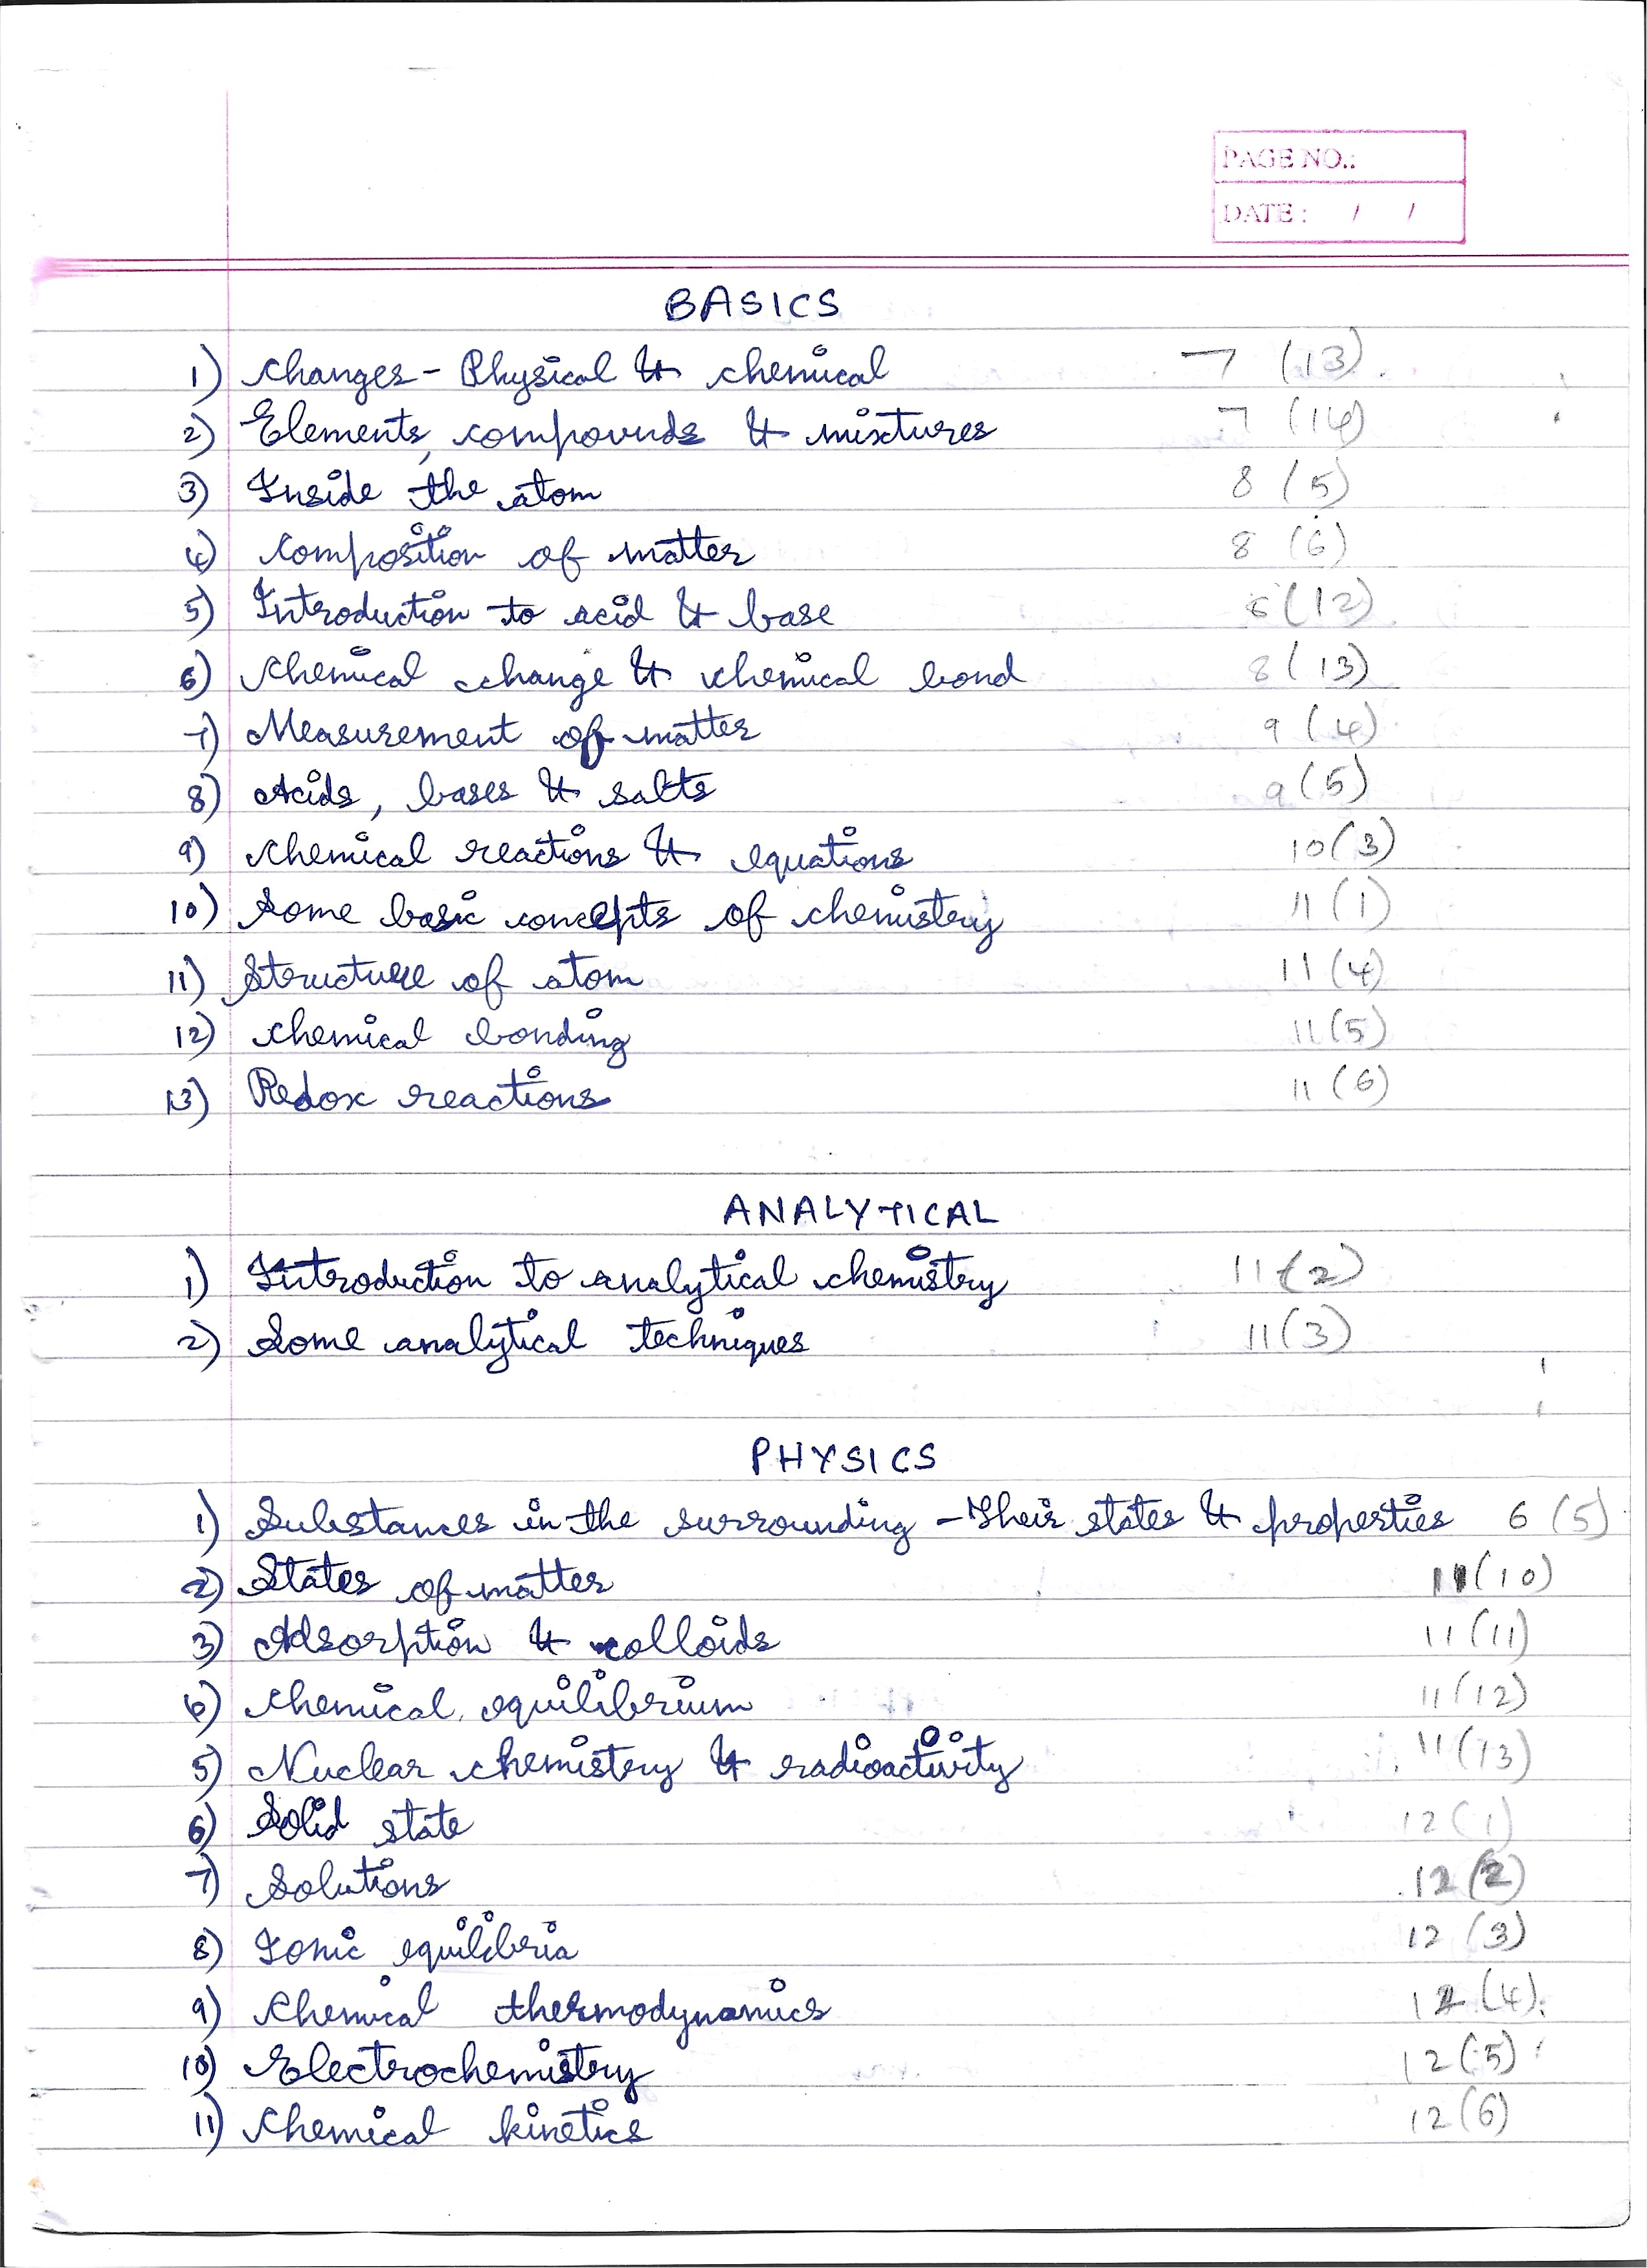 PAGE NO.:
DATE: / /
BASICS
1) Changes - Physical & chemical 7 (13)
2) Elements, compounds & mixtures 7 (14)
3) Inside the atom 8 (5)
4) Composition of matter 8 (6)
5) Introduction to acid & base 8 (12)
6) Chemical change & chemical bond 8 (13)
7) Measurement of matter 9 (4)
8) Acids, bases & salts 9 (5)
9) Chemical reactions & equations 10 (3)
10) Some basic concepts of chemistry 11 (1)
11) Structure of atom 11 (4)
12) Chemical bonding 11 (5)
13) Redox reactions 11 (6)
ANALYTICAL
1) Introduction to analytical chemistry 11 (2)
2) Some analytical techniques 11 (3)
PHYSICS
1) Substances in the surrounding - Their states & properties 6 (5)
2) States of matter 11 (10)
3) Adsorption & colloids 11 (11)
4) Chemical equilibrium 11 (12)
5) Nuclear chemistry & radioactivity 11 (13)
6) Solid state 12 (1)
7) Solutions 12 (2)
8) Ionic equilibria 12 (3)
9) Chemical thermodynamics 12 (4)
10) Electrochemistry 12 (5)
11) Chemical kinetics 12 (6)